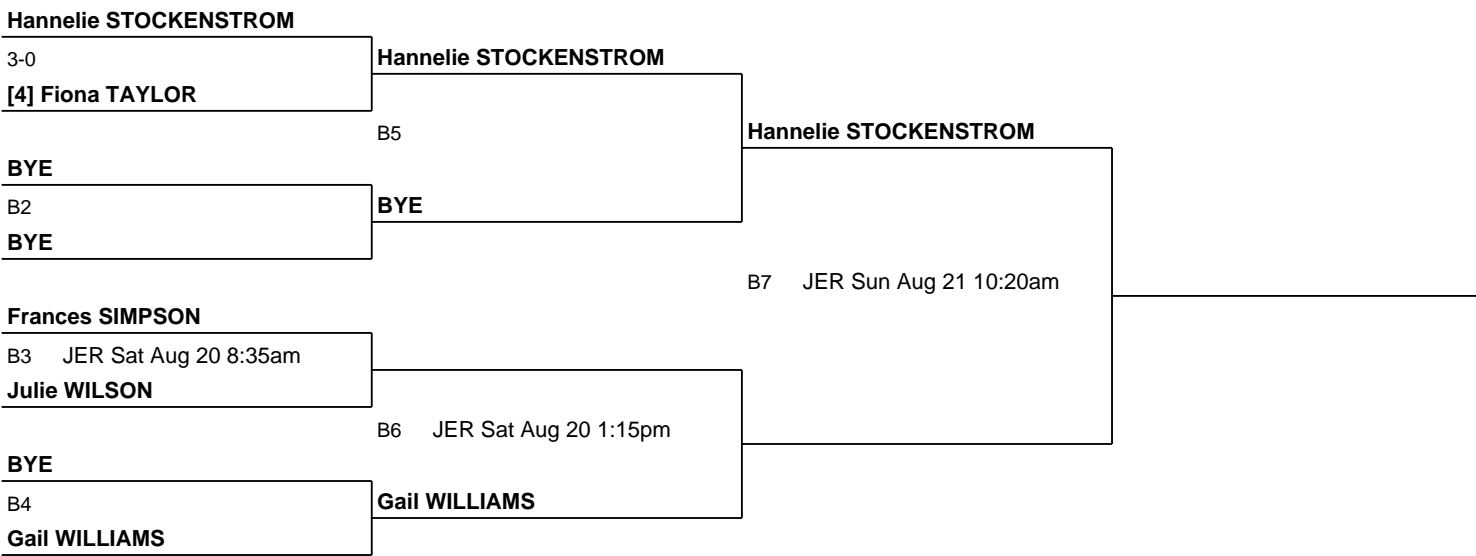 Hannelie STOCKENSTROM
3-0
[4] Fiona TAYLOR
Hannelie STOCKENSTROM
B5
Hannelie STOCKENSTROM
BYE
B2
BYE
BYE
B7 JER Sun Aug 21 10:20am
Frances SIMPSON
B3 JER Sat Aug 20 8:35am
Julie WILSON
B6 JER Sat Aug 20 1:15pm
BYE
B4
Gail WILLIAMS
Gail WILLIAMS